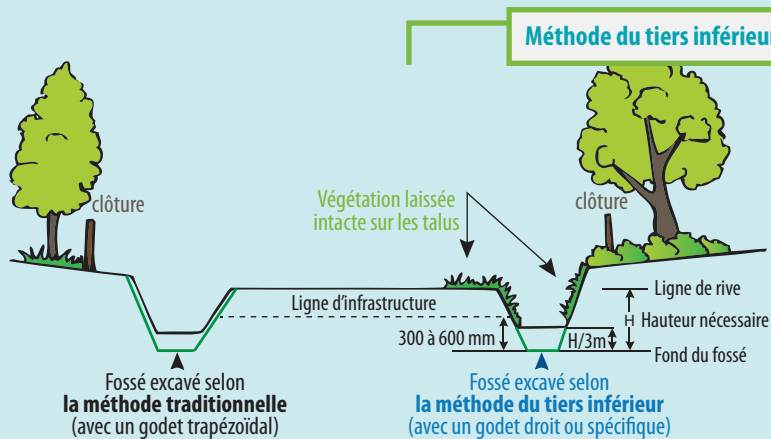 Méthode du tiers inférieur
clôture
Végétation laissée
intacte sur les talus
clôture
Ligne d'infrastructure
Ligne de rive
H
Hauteur nécessaire
300 à 600 mm
H/3m
Fond du fossé
Fossé excavé selon
la méthode traditionnelle
(avec un godet trapézoïdal)
Fossé excavé selon
la méthode du tiers inférieur
(avec un godet droit ou spécifique)